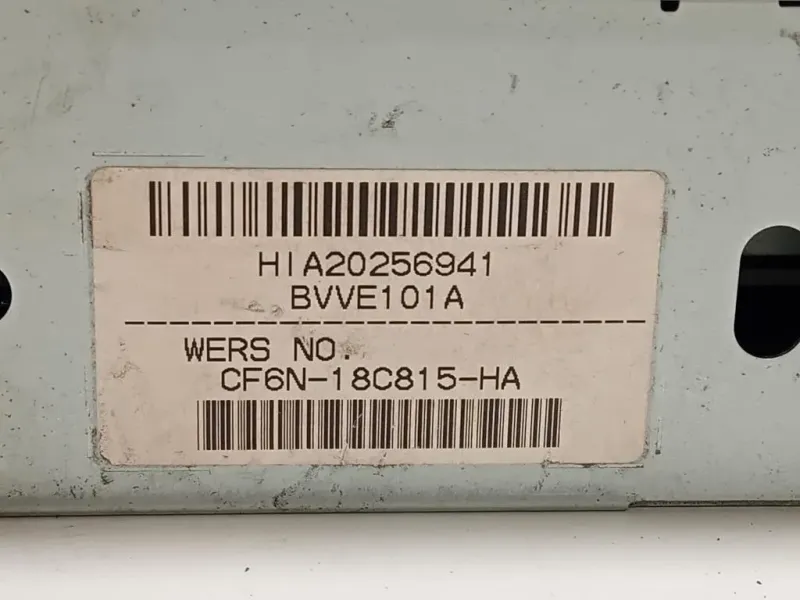 HIA20256941
BVVE101A
WERS NO.
CF6N-18C815-HA